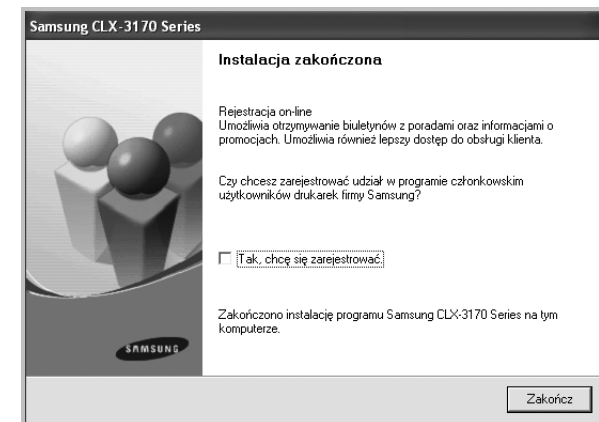 Samsung CLX-3170 Series
Instalacja zakończona
Rejestracja on-line
Umożliwia otrzymywanie biuletynów z poradami oraz informacjami o
promocjach. Umożliwia również lepszy dostęp do obsługi klienta.
Czy chcesz zarejestrować udział w programie członkowskim
użytkowników drukarek firmy Samsung?
Tak, chcę się zarejestrować.
Zakończono instalację programu Samsung CLX-3170 Series na tym
komputerze.
SAMSUNG
Zakończ